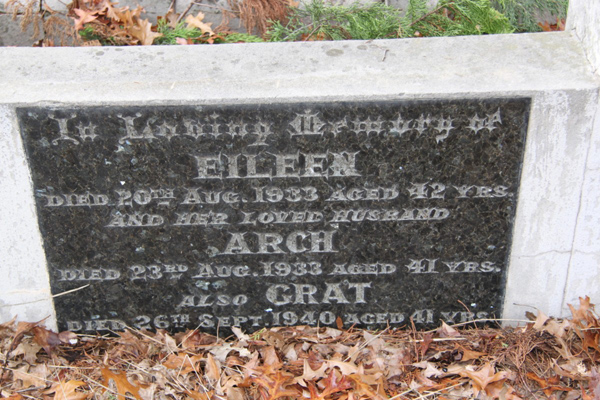 In Loving Memory of
EILEEN
DIED 20TH AUG. 1933 AGED 42 YRS.
AND HER LOVED HUSBAND
ARCH
DIED 23RD AUG. 1933 AGED 41 YRS.
ALSO GRAT
DIED 26TH SEPT. 1940 AGED 41 YRS.